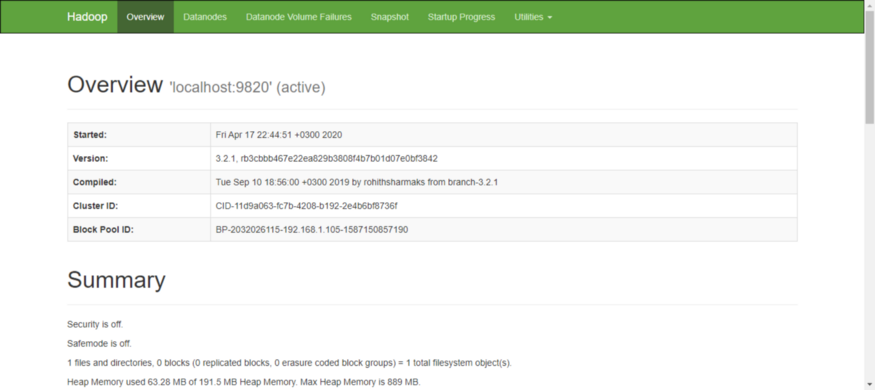 Hadoop Overview Datanodes Datanode Volume Failures Snapshot Startup Progress Utilities
Overview 'localhost:9820' (active)
Started: Fri Apr 17 22:44:51 +0300 2020
Version: 3.2.1, rb3cbbb467e22ea829b3808f4b7b01d07e0bf3842
Compiled: Tue Sep 10 18:56:00 +0300 2019 by rohithsharmaks from branch-3.2.1
Cluster ID: CID-11d9a063-fc7b-4208-b192-2e4b6bf8736f
Block Pool ID: BP-2032026115-192.168.1.105-1587150857190
Summary
Security is off.
Safemode is off.
1 files and directories, 0 blocks (0 replicated blocks, 0 erasure coded block groups) = 1 total filesystem object(s).
Heap Memory used 63.28 MB of 191.5 MB Heap Memory. Max Heap Memory is 889 MB.